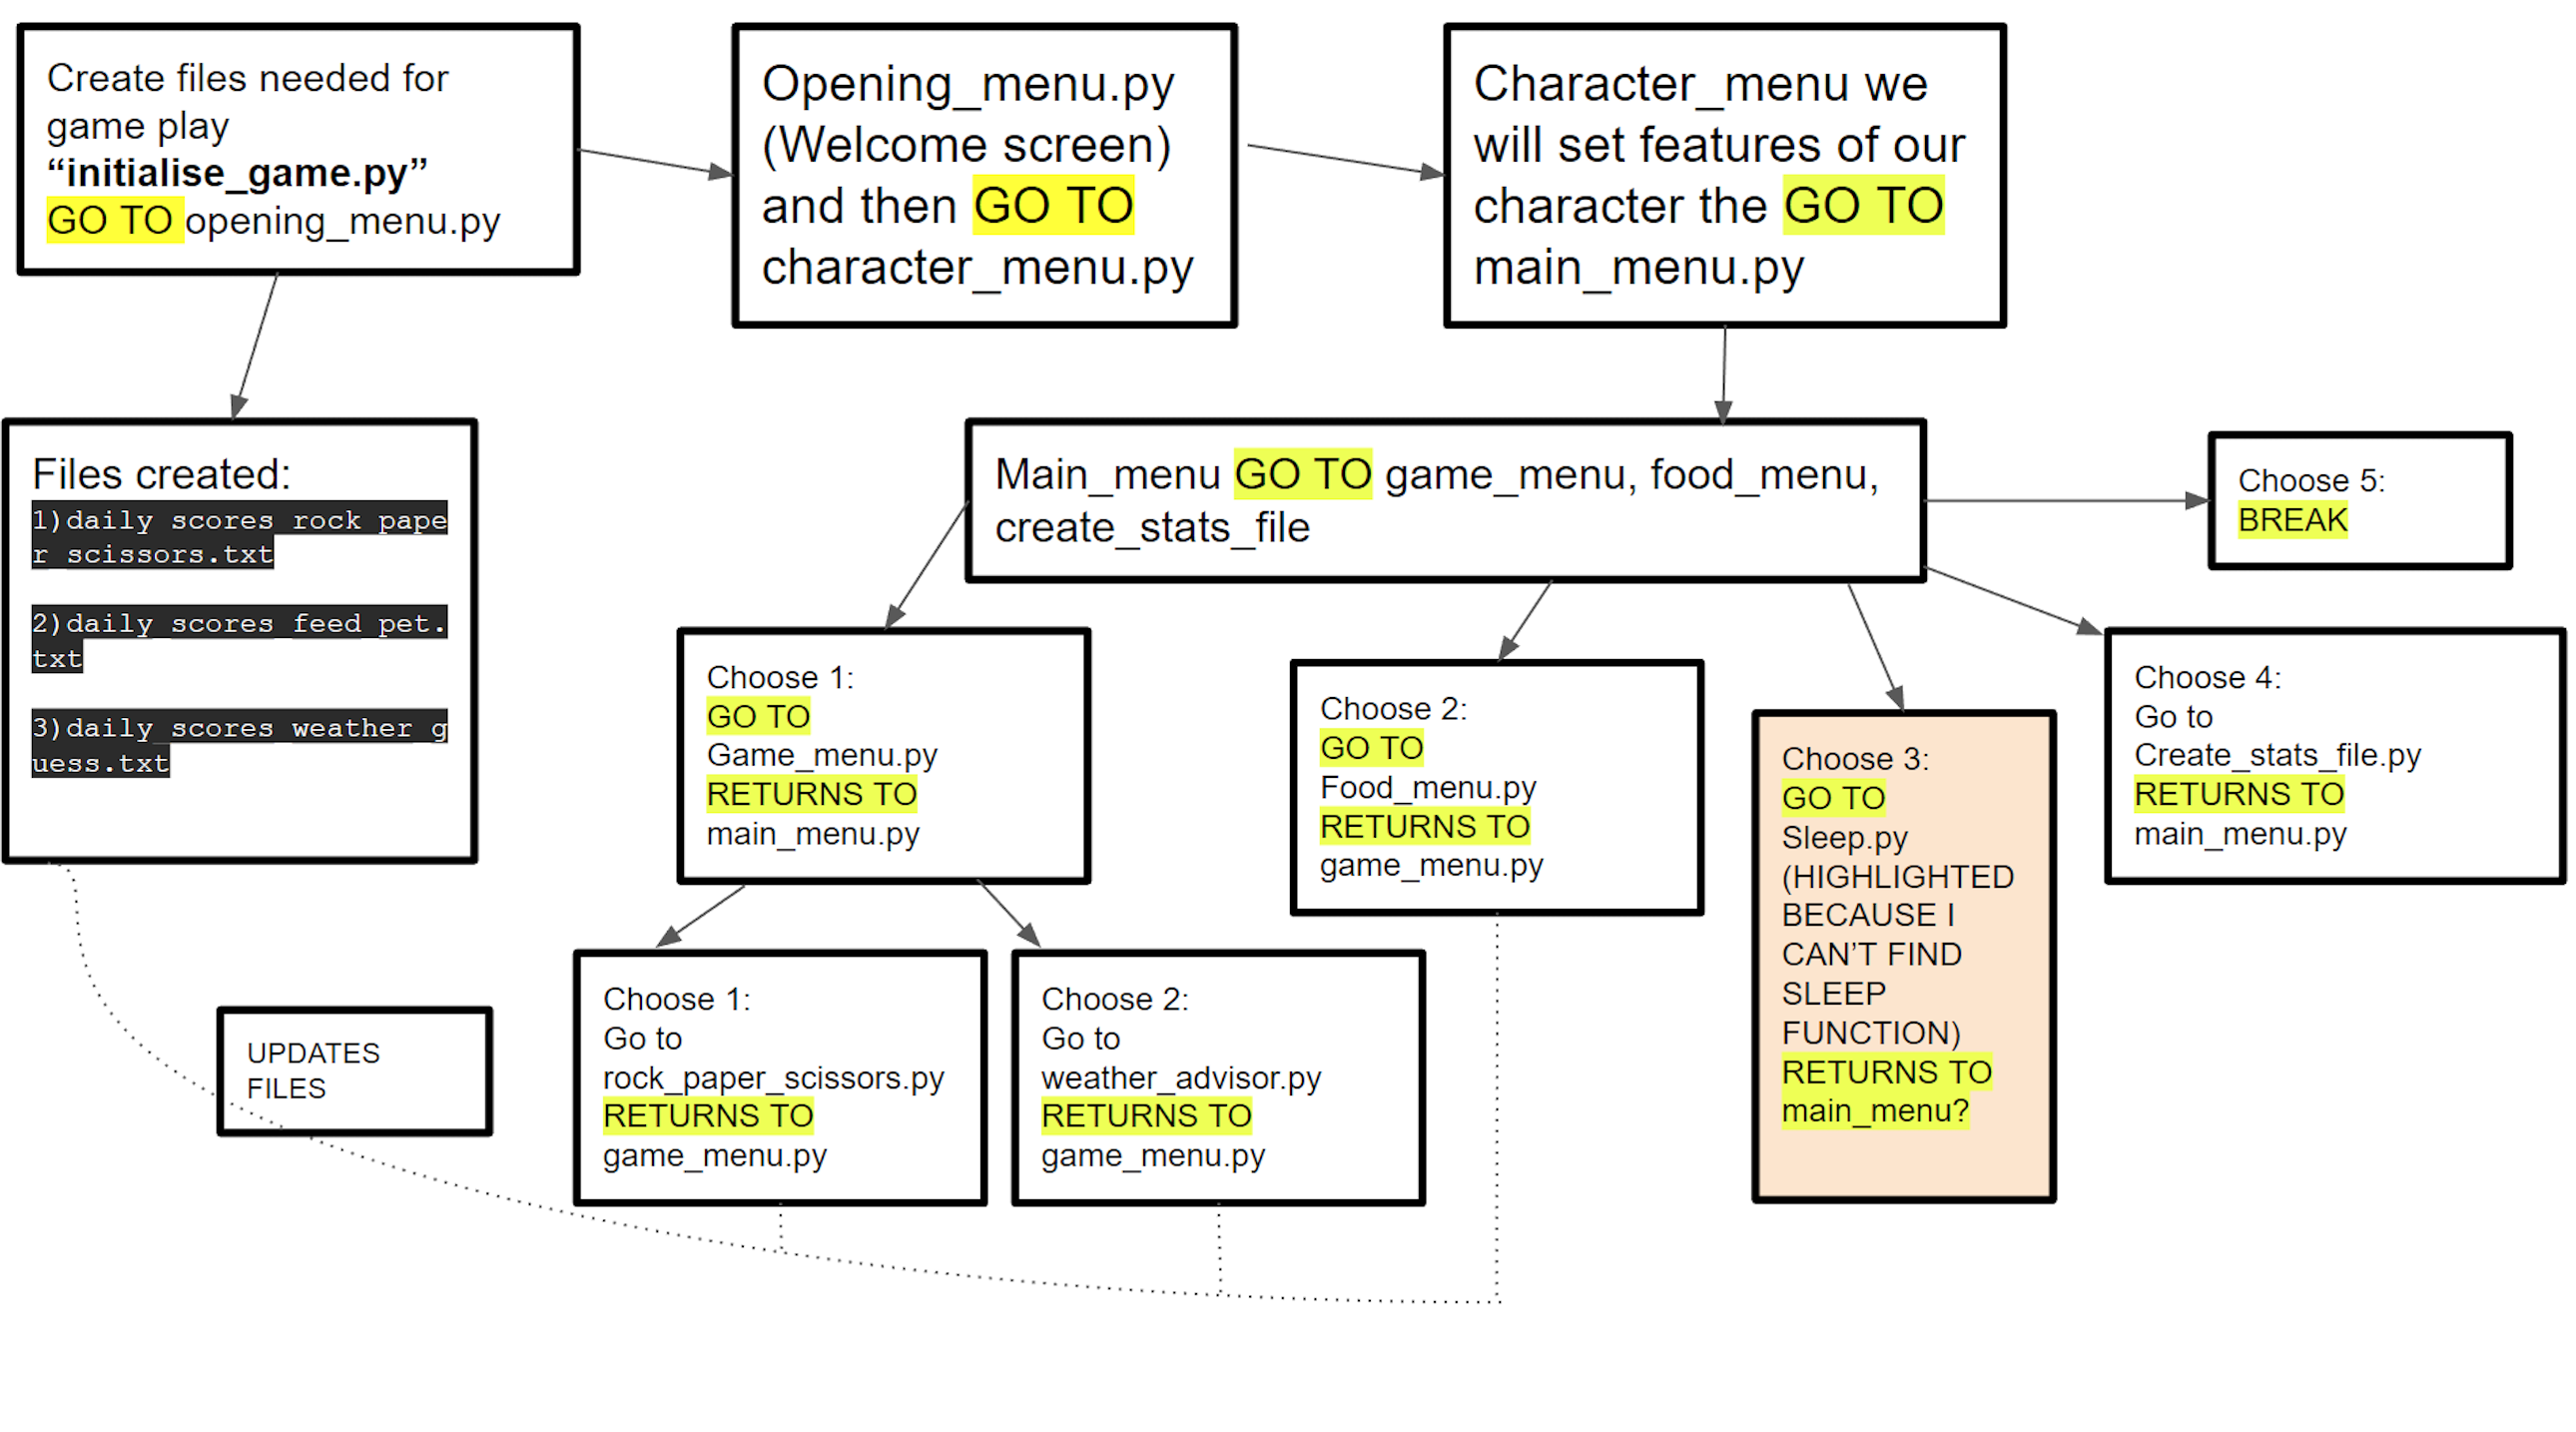 Create files needed for
game play
“initialise_game.py”
GO TO opening_menu.py
Opening_menu.py
(Welcome screen)
and then GO TO
character_menu.py
Character_menu we
will set features of our
character the GO TO
main_menu.py
Files created:
1)daily_scores_rock_pape
r_scissors.txt
2)daily_scores_feed_pet.
txt
3)daily_scores_weather_g
uess.txt
Main_menu GO TO game_menu, food_menu,
create_stats_file
Choose 5:
BREAK
Choose 1:
GO TO
Game_menu.py
RETURNS TO
main_menu.py
Choose 2:
GO TO
Food_menu.py
RETURNS TO
game_menu.py
Choose 3:
GO TO
Sleep.py
(HIGHLIGHTED
BECAUSE I
CAN’T FIND
SLEEP
FUNCTION)
RETURNS TO
main_menu?
Choose 4:
Go to
Create_stats_file.py
RETURNS TO
main_menu.py
UPDATES
FILES
Choose 1:
Go to
rock_paper_scissors.py
RETURNS TO
game_menu.py
Choose 2:
Go to
weather_advisor.py
RETURNS TO
game_menu.py